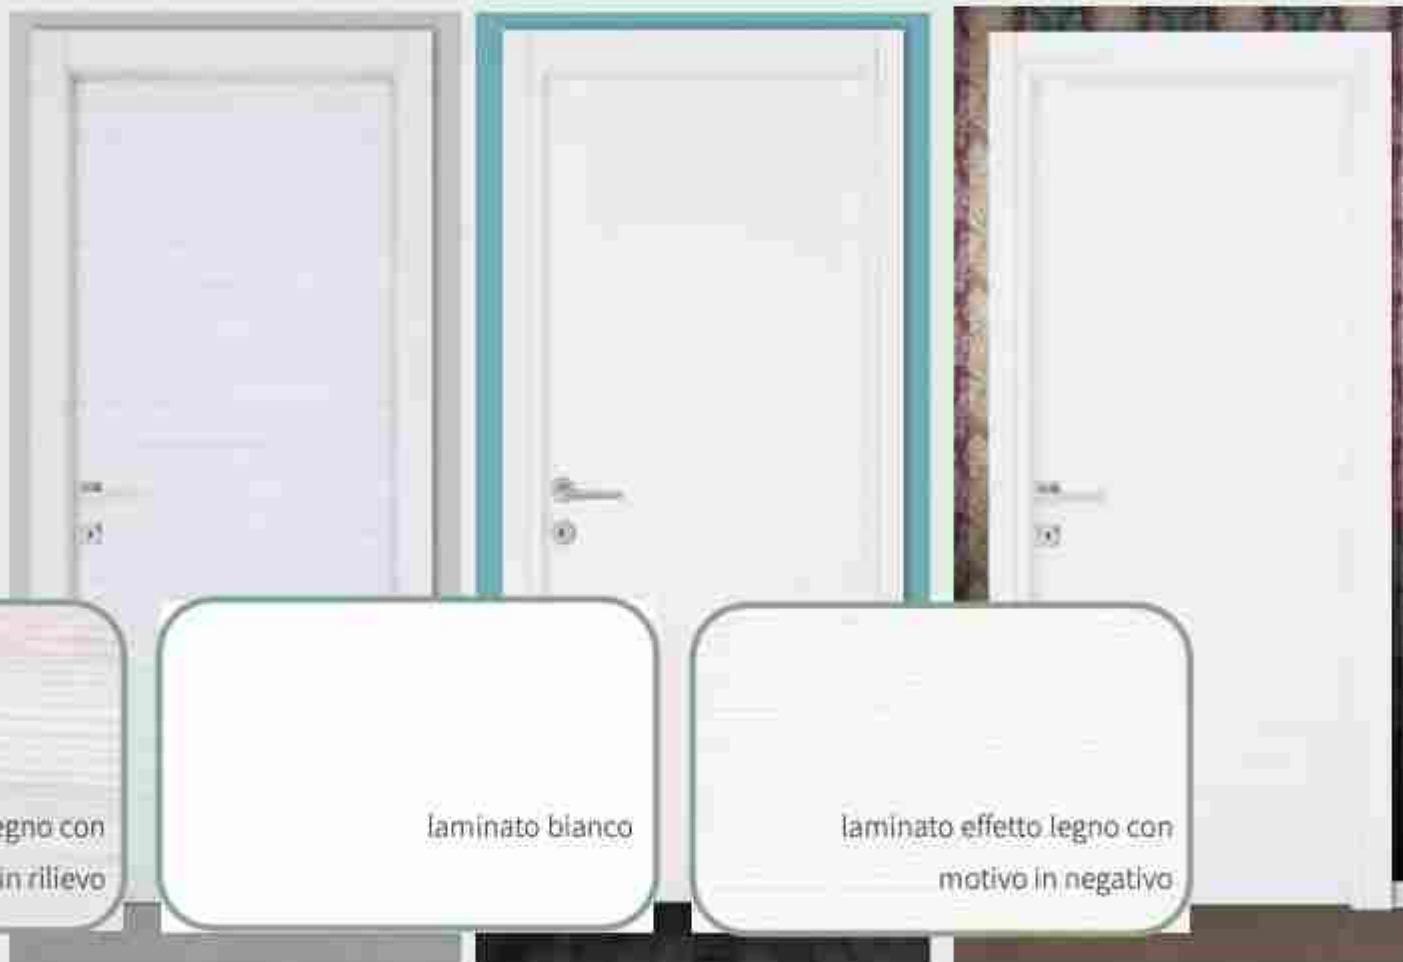 egno con
in rilievo
laminato bianco
laminato effetto legno con
motivo in negativo